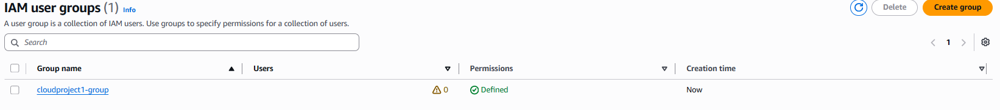 IAM user groups (1) Info
Delete
Create group
A user group is a collection of IAM users. Use groups to specify permissions for a collection of users.
Search
1
Group name Users Permissions Creation time
cloudproject1-group 0 Defined Now